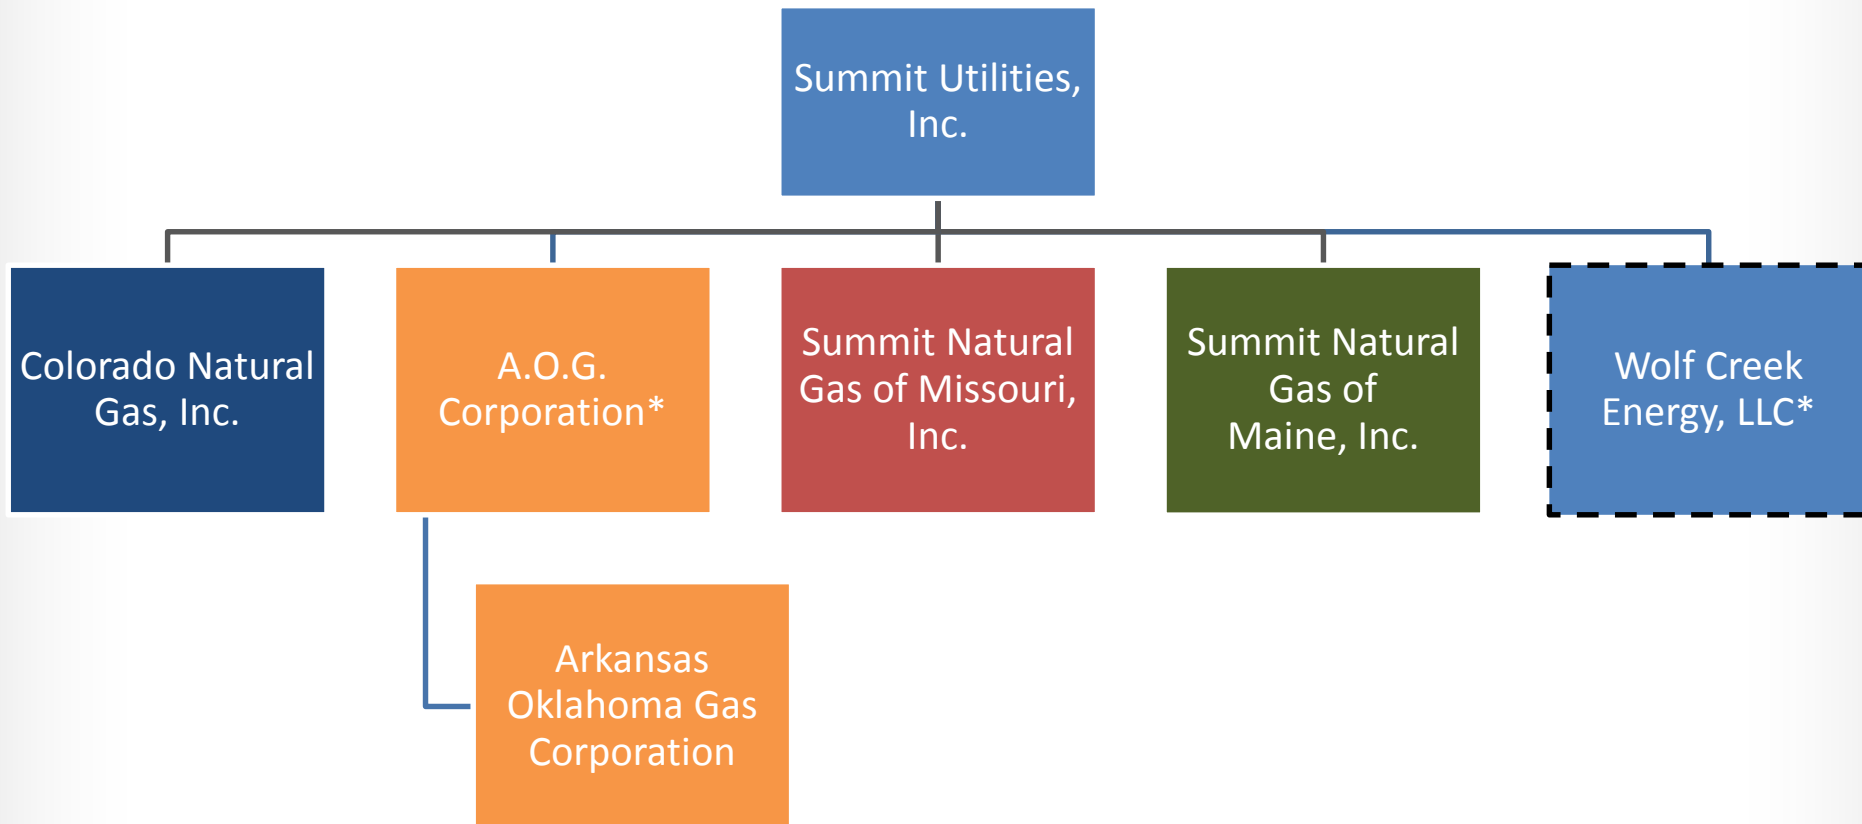 Summit Utilities,
Inc.
Colorado Natural
Gas, Inc.
A.O.G.
Corporation*
Summit Natural
Gas of Missouri,
Inc.
Summit Natural
Gas of
Maine, Inc.
Wolf Creek
Energy, LLC*
Arkansas
Oklahoma Gas
Corporation